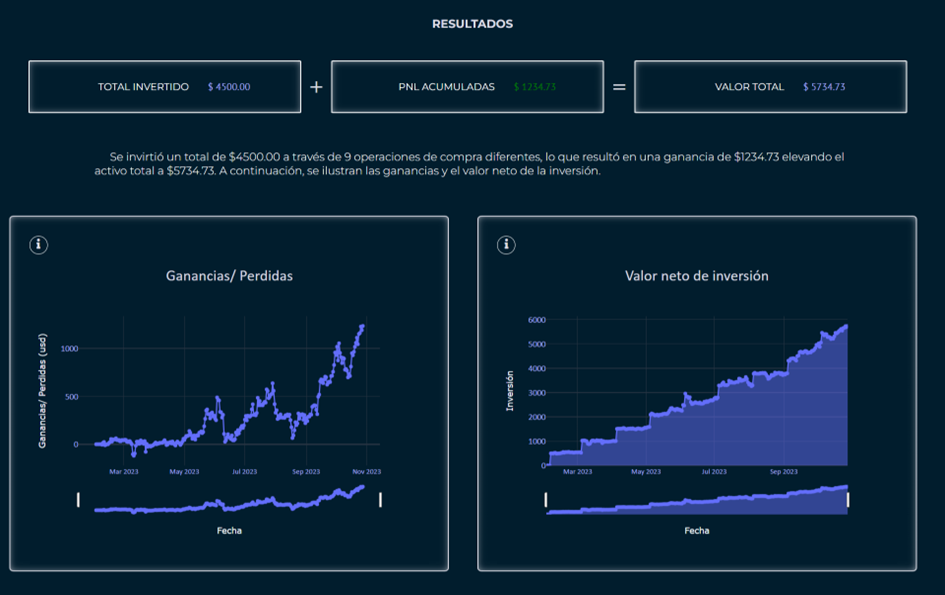 RESULTADOS
TOTAL INVERTIDO $ 4500.00 + PNL ACUMULADAS $ 1234.73 = VALOR TOTAL $ 5734.73
Se invirtió un total de $4500.00 a través de 9 operaciones de compra diferentes, lo que resultó en una ganancia de $1234.73 elevando el
activo total a $5734.73. A continuación, se ilustran las ganancias y el valor neto de la inversión.
i
Ganancias/ Perdidas
Ganancias/ Perdidas (usd)
1000
500
0
Mar 2023 May 2023 Jul 2023 Sep 2023 Nov 2023
Fecha
i
Valor neto de inversión
Inversión
6000
5000
4000
3000
2000
1000
0
Mar 2023 May 2023 Jul 2023 Sep 2023
Fecha